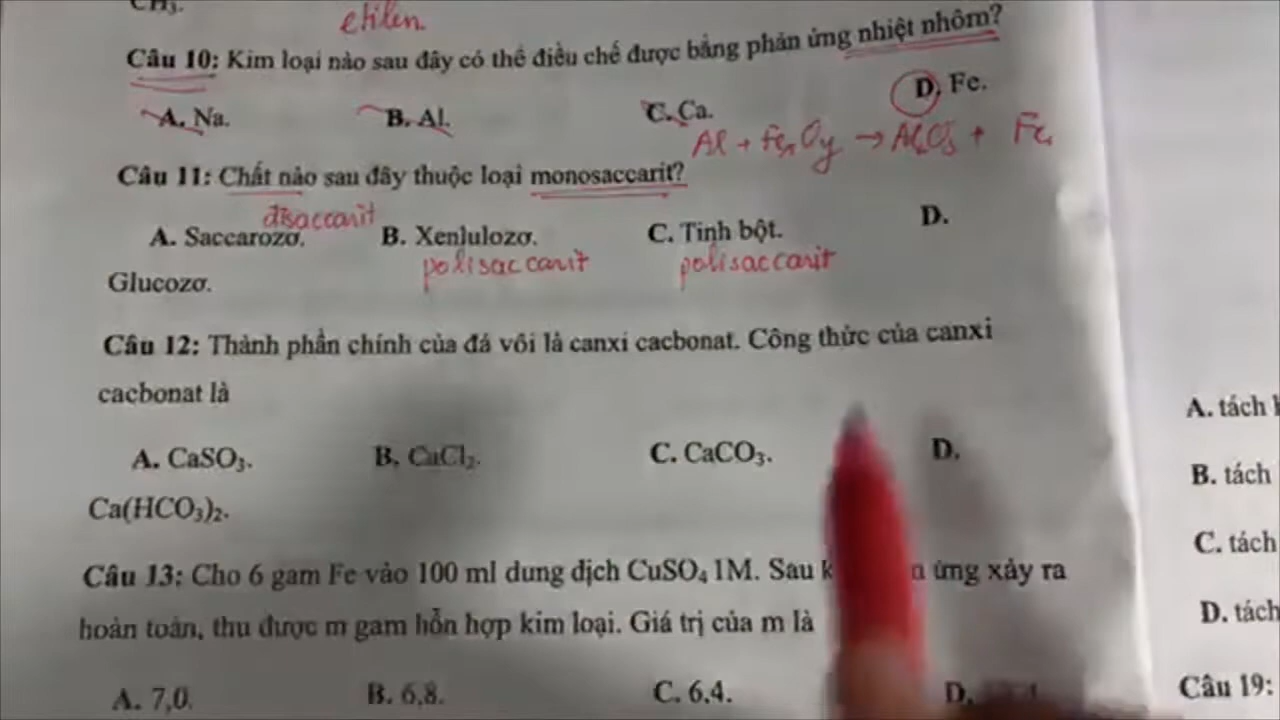 CH₃.
etilen
Câu 10: Kim loại nào sau đây có thể điều chế được bằng phản ứng nhiệt nhôm?
A. Na. B. Al. C. Ca. D. Fe.
Al + FexOy → Al2O3 + Fe
Câu 11: Chất nào sau đây thuộc loại monosaccarit?
disaccarit
A. Saccarozơ. B. Xenlulozơ. C. Tinh bột. D.
polisaccarit polisaccarit
Glucozơ.
Câu 12: Thành phần chính của đá vôi là canxi cacbonat. Công thức của canxi
cacbonat là
A. CaSO₃. B. CaCl₂. C. CaCO₃. D.
Ca(HCO₃)₂.
Câu 13: Cho 6 gam Fe vào 100 ml dung dịch CuSO₄ 1M. Sau ứng xảy ra
hoàn toàn, thu được m gam hỗn hợp kim loại. Giá trị của m là
A. 7,0. B. 6,8. C. 6,4. D.
A. tách
B. tách
C. tách
D. tách
Câu 19: